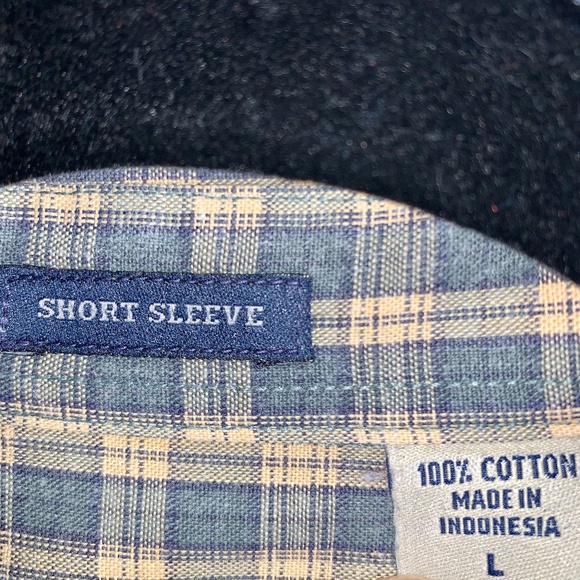 SHORT SLEEVE
100% COTTON
MADE IN
INDONESIA
L